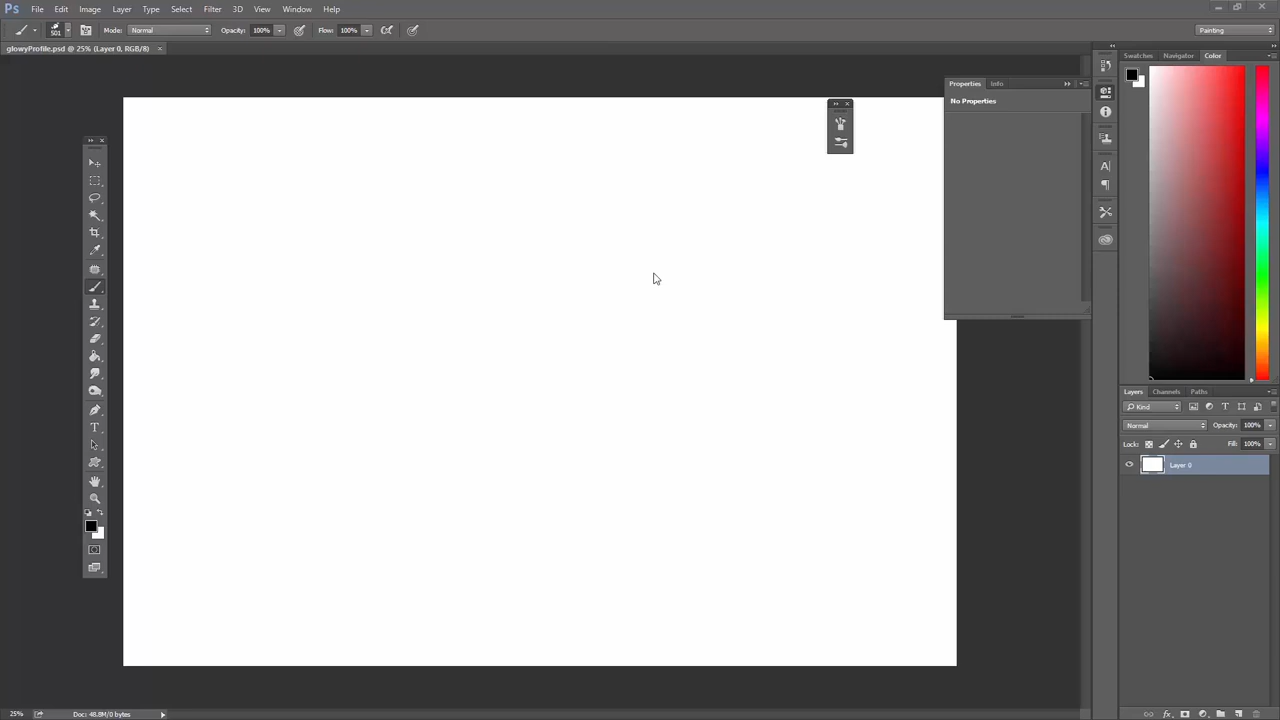 Ps File Edit Image Layer Type Select Filter 3D View Window Help
501 Mode: Normal Opacity: 100% Flow: 100% Painting
glowyProfile.psd @ 25% (Layer 0, RGB/8)
Swatches Navigator Color
Properties Info
No Properties
Layers Channels Paths
Kind
Normal Opacity: 100%
Lock: Fill: 100%
Layer 0
25% Doc: 48.8M/0 bytes